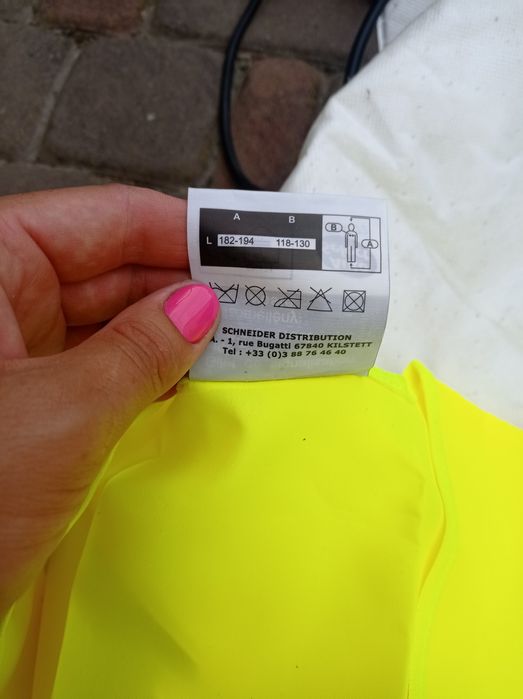 A B
L 182-194 118-130
B
A
SCHNEIDER DISTRIBUTION
1, rue Bugatti 67840 KILSTETT
Tel : +33 (0)3 88 76 46 40